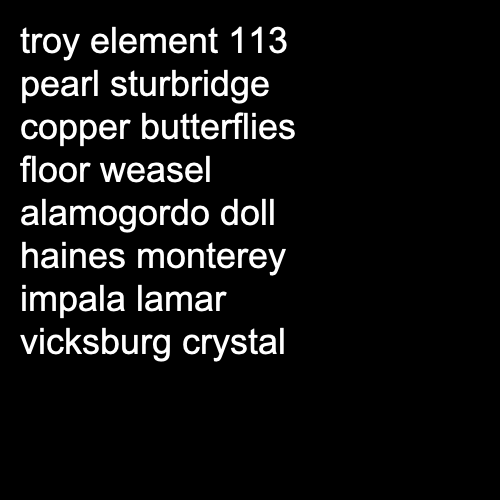 troy element 113
pearl sturbridge
copper butterflies
floor weasel
alamogordo doll
haines monterey
impala lamar
vicksburg crystal